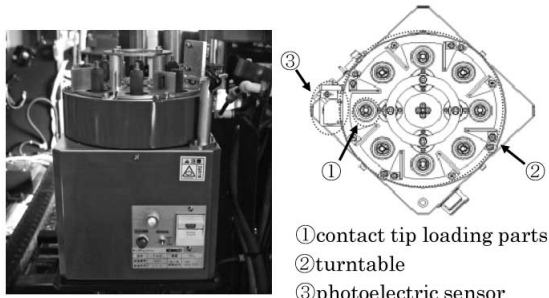 ③
①
②
①contact tip loading parts
②turntable
③photoelectric sensor